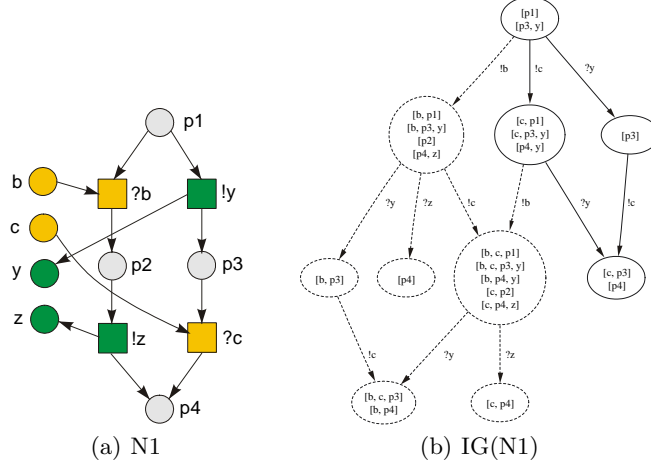 p1
b
?b
!y
c
y
p2
p3
z
!z
?c
p4
(a) N1
[p1]
[p3, y]
!b
!c
?y
[b, p1]
[b, p3, y]
[p2]
[p4, z]
[c, p1]
[c, p3, y]
[p4, y]
[p3]
?y
?z
!c
!b
?y
!c
[b, p3]
[p4]
[b, c, p1]
[b, c, p3, y]
[b, p4, y]
[c, p2]
[c, p4, z]
[c, p3]
[p4]
!c
?y
?z
[b, c, p3]
[b, p4]
[c, p4]
(b) IG(N1)